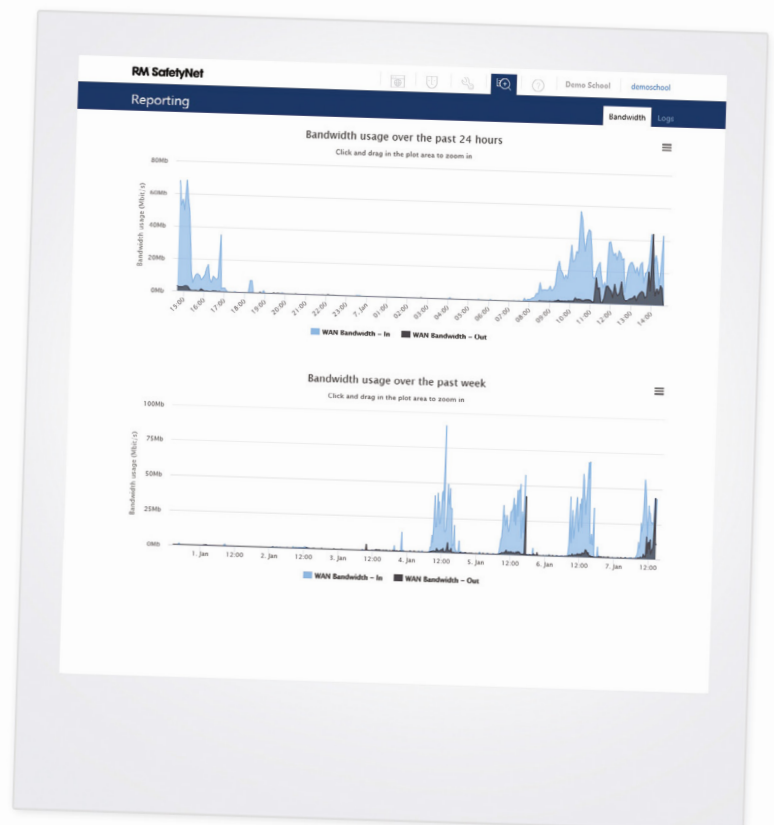 RM SafetyNet
Demo School
demoschool
Reporting
Bandwidth
Logs
Bandwidth usage over the past 24 hours
Click and drag in the plot area to zoom in
Bandwidth usage (Mbit/s)
80Mb
60Mb
40Mb
20Mb
0Mb
15:00 16:00 17:00 18:00 19:00 20:00 21:00 22:00 23:00 7. Jan 01:00 02:00 03:00 04:00 05:00 06:00 07:00 08:00 09:00 10:00 11:00 12:00 13:00 14:00
WAN Bandwidth – In WAN Bandwidth – Out
Bandwidth usage over the past week
Click and drag in the plot area to zoom in
Bandwidth usage (Mbit/s)
100Mb
75Mb
50Mb
25Mb
0Mb
1. Jan 12:00 2. Jan 12:00 3. Jan 12:00 4. Jan 12:00 5. Jan 12:00 6. Jan 12:00 7. Jan 12:00
WAN Bandwidth – In WAN Bandwidth – Out